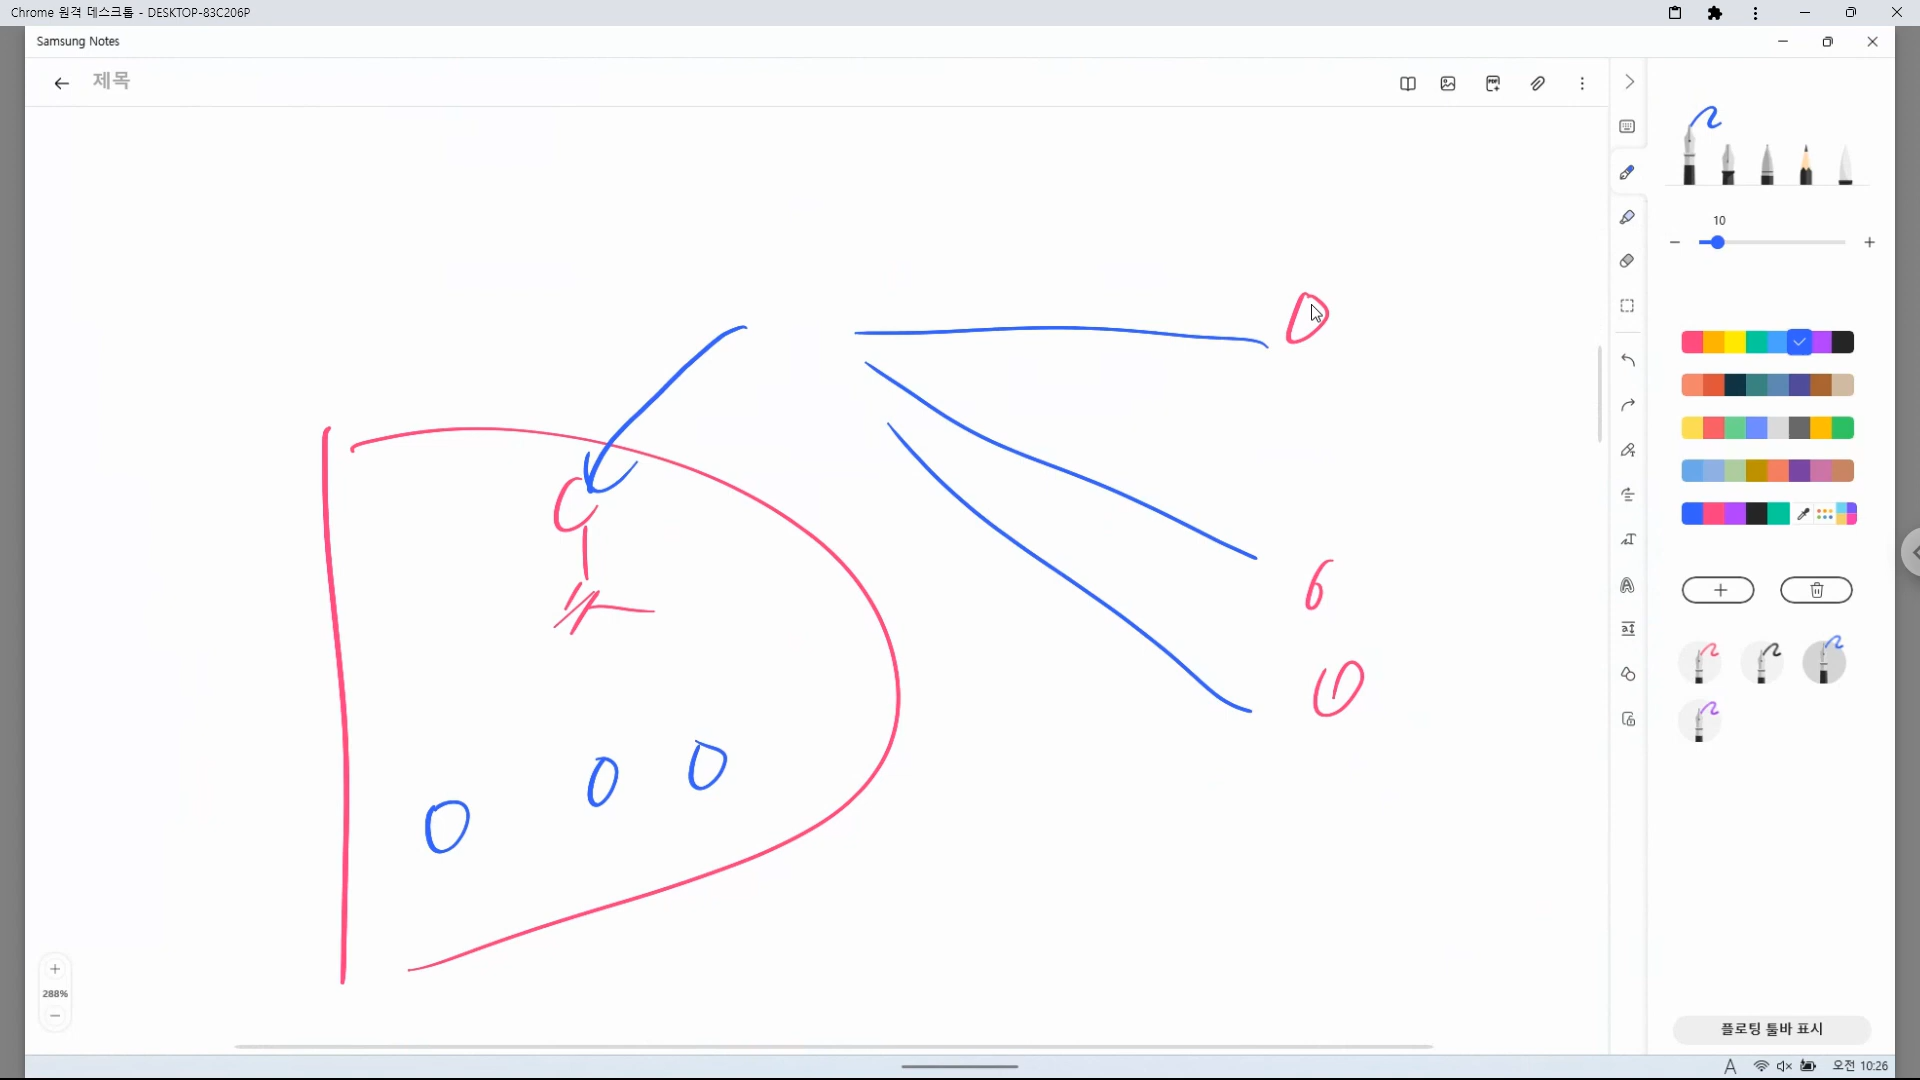 Chrome 원격 데스크톱 - DESKTOP-83C206P
Samsung Notes
제목
10
6
288%
플로팅 툴바 표시
A
오전 10:26